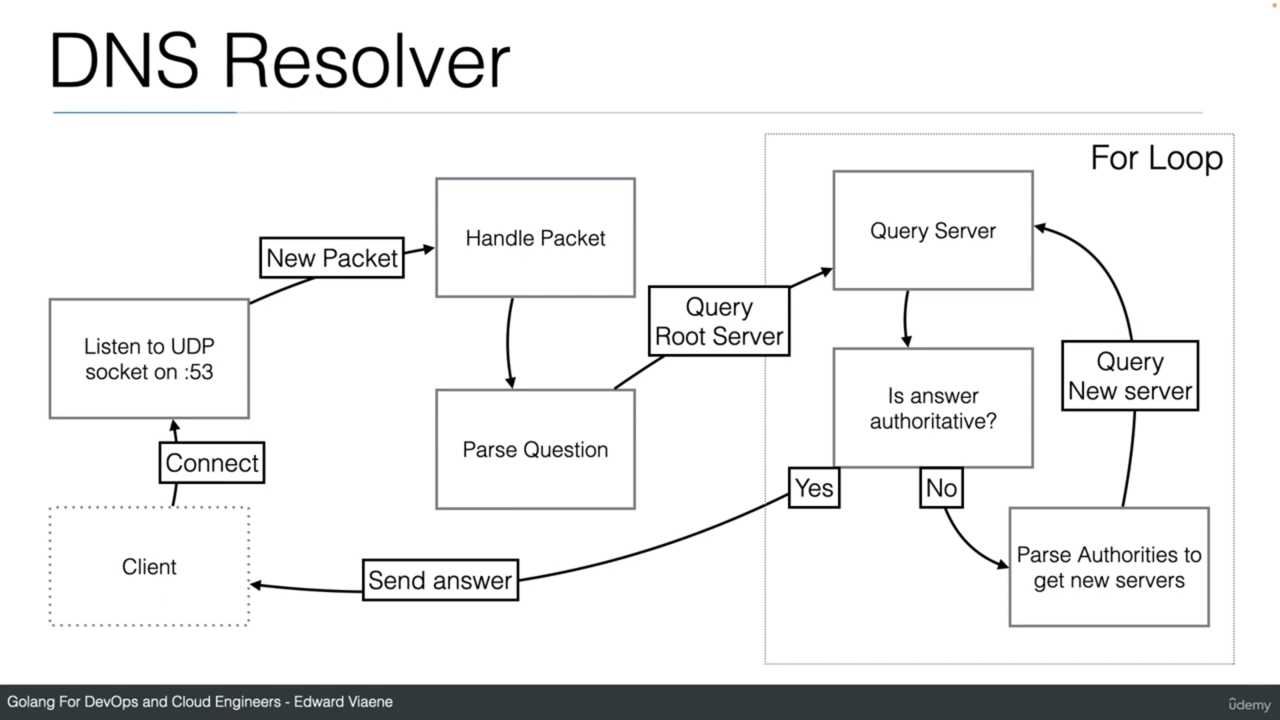 DNS Resolver
For Loop
Handle Packet
Query Server
New Packet
Query
Root Server
Listen to UDP
socket on :53
Query
New server
Is answer
authoritative?
Parse Question
Connect
Yes
No
Client
Send answer
Parse Authorities to
get new servers
Golang For DevOps and Cloud Engineers - Edward Viaene
ûdemy